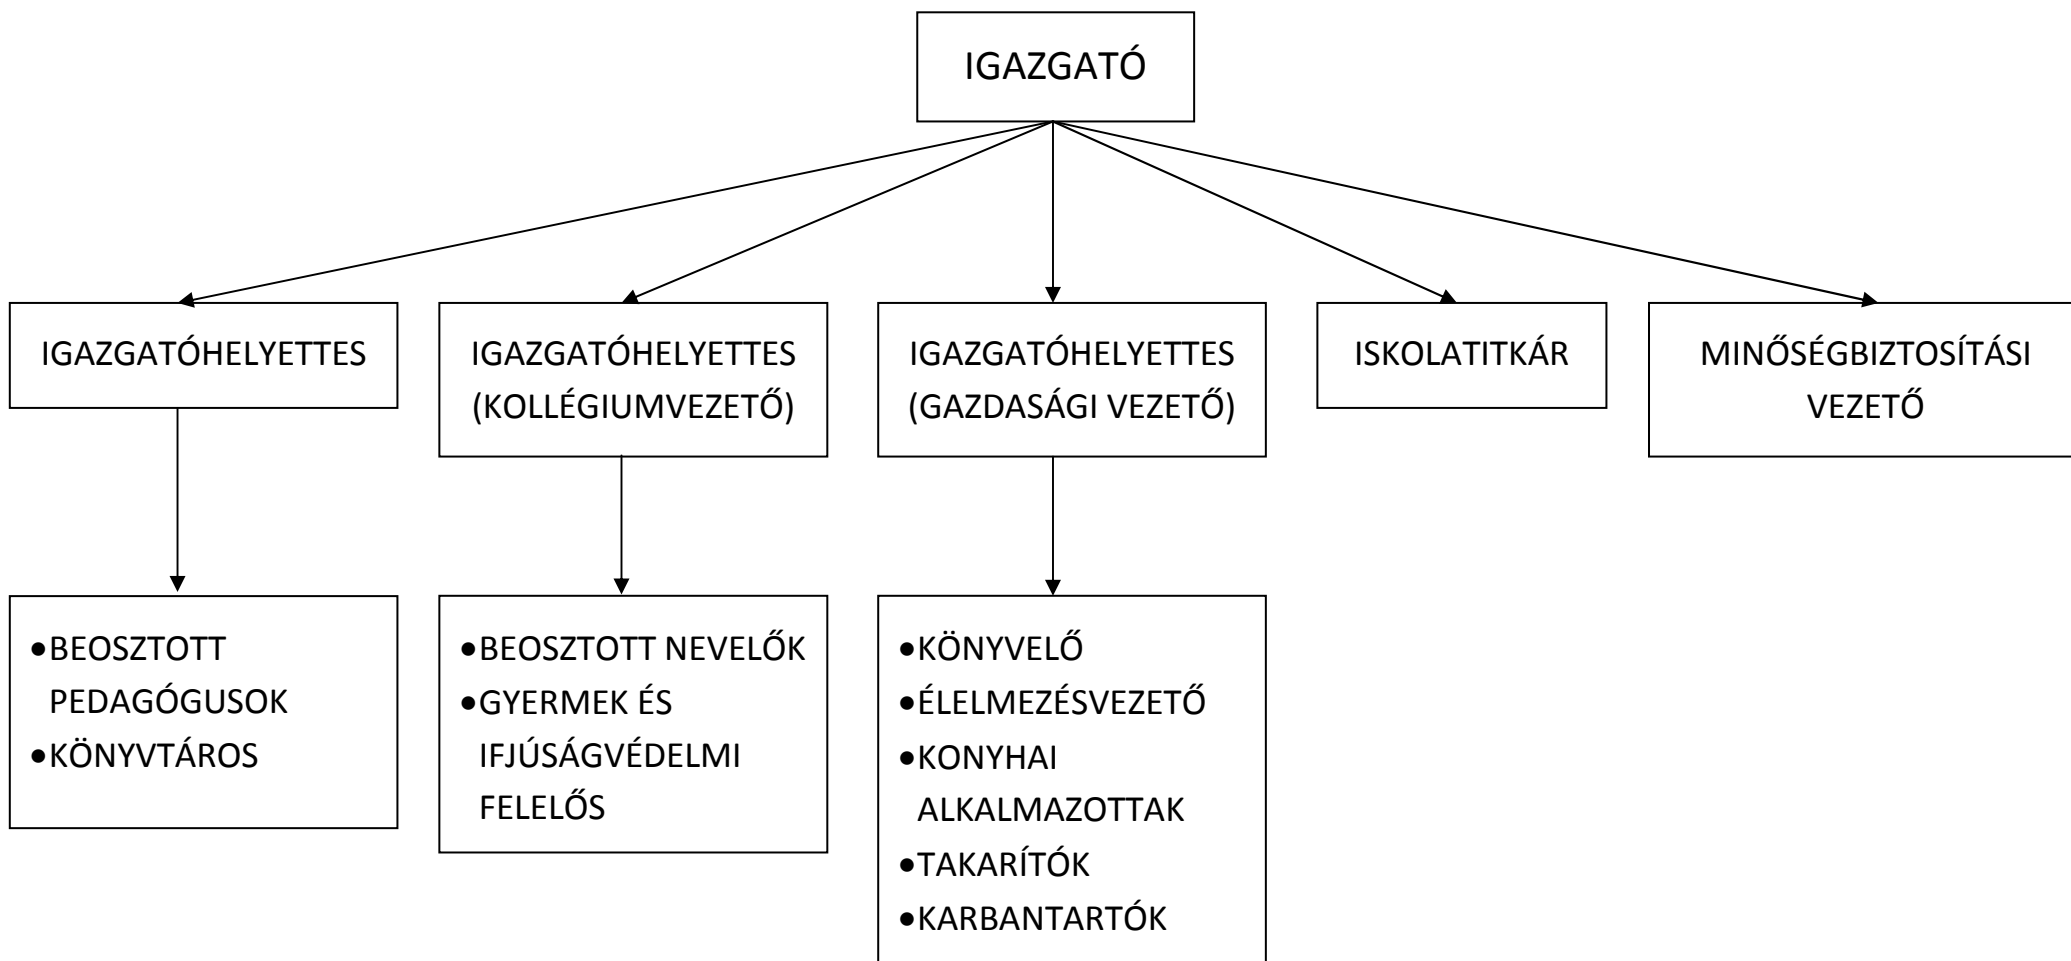 IGAZGATÓ
IGAZGATÓHELYETTES
IGAZGATÓHELYETTES
(KOLLÉGIUMVEZETŐ)
IGAZGATÓHELYETTES
(GAZDASÁGI VEZETŐ)
ISKOLATITKÁR
MINŐSÉGBIZTOSÍTÁSI
VEZETŐ
•BEOSZTOTT
PEDAGÓGUSOK
•KÖNYVTÁROS
•BEOSZTOTT NEVELŐK
•GYERMEK ÉS
IFJÚSÁGVÉDELMI
FELELŐS
•KÖNYVELŐ
•ÉLELMEZÉSVEZETŐ
•KONYHAI
ALKALMAZOTTAK
•TAKARÍTÓK
•KARBANTARTÓK